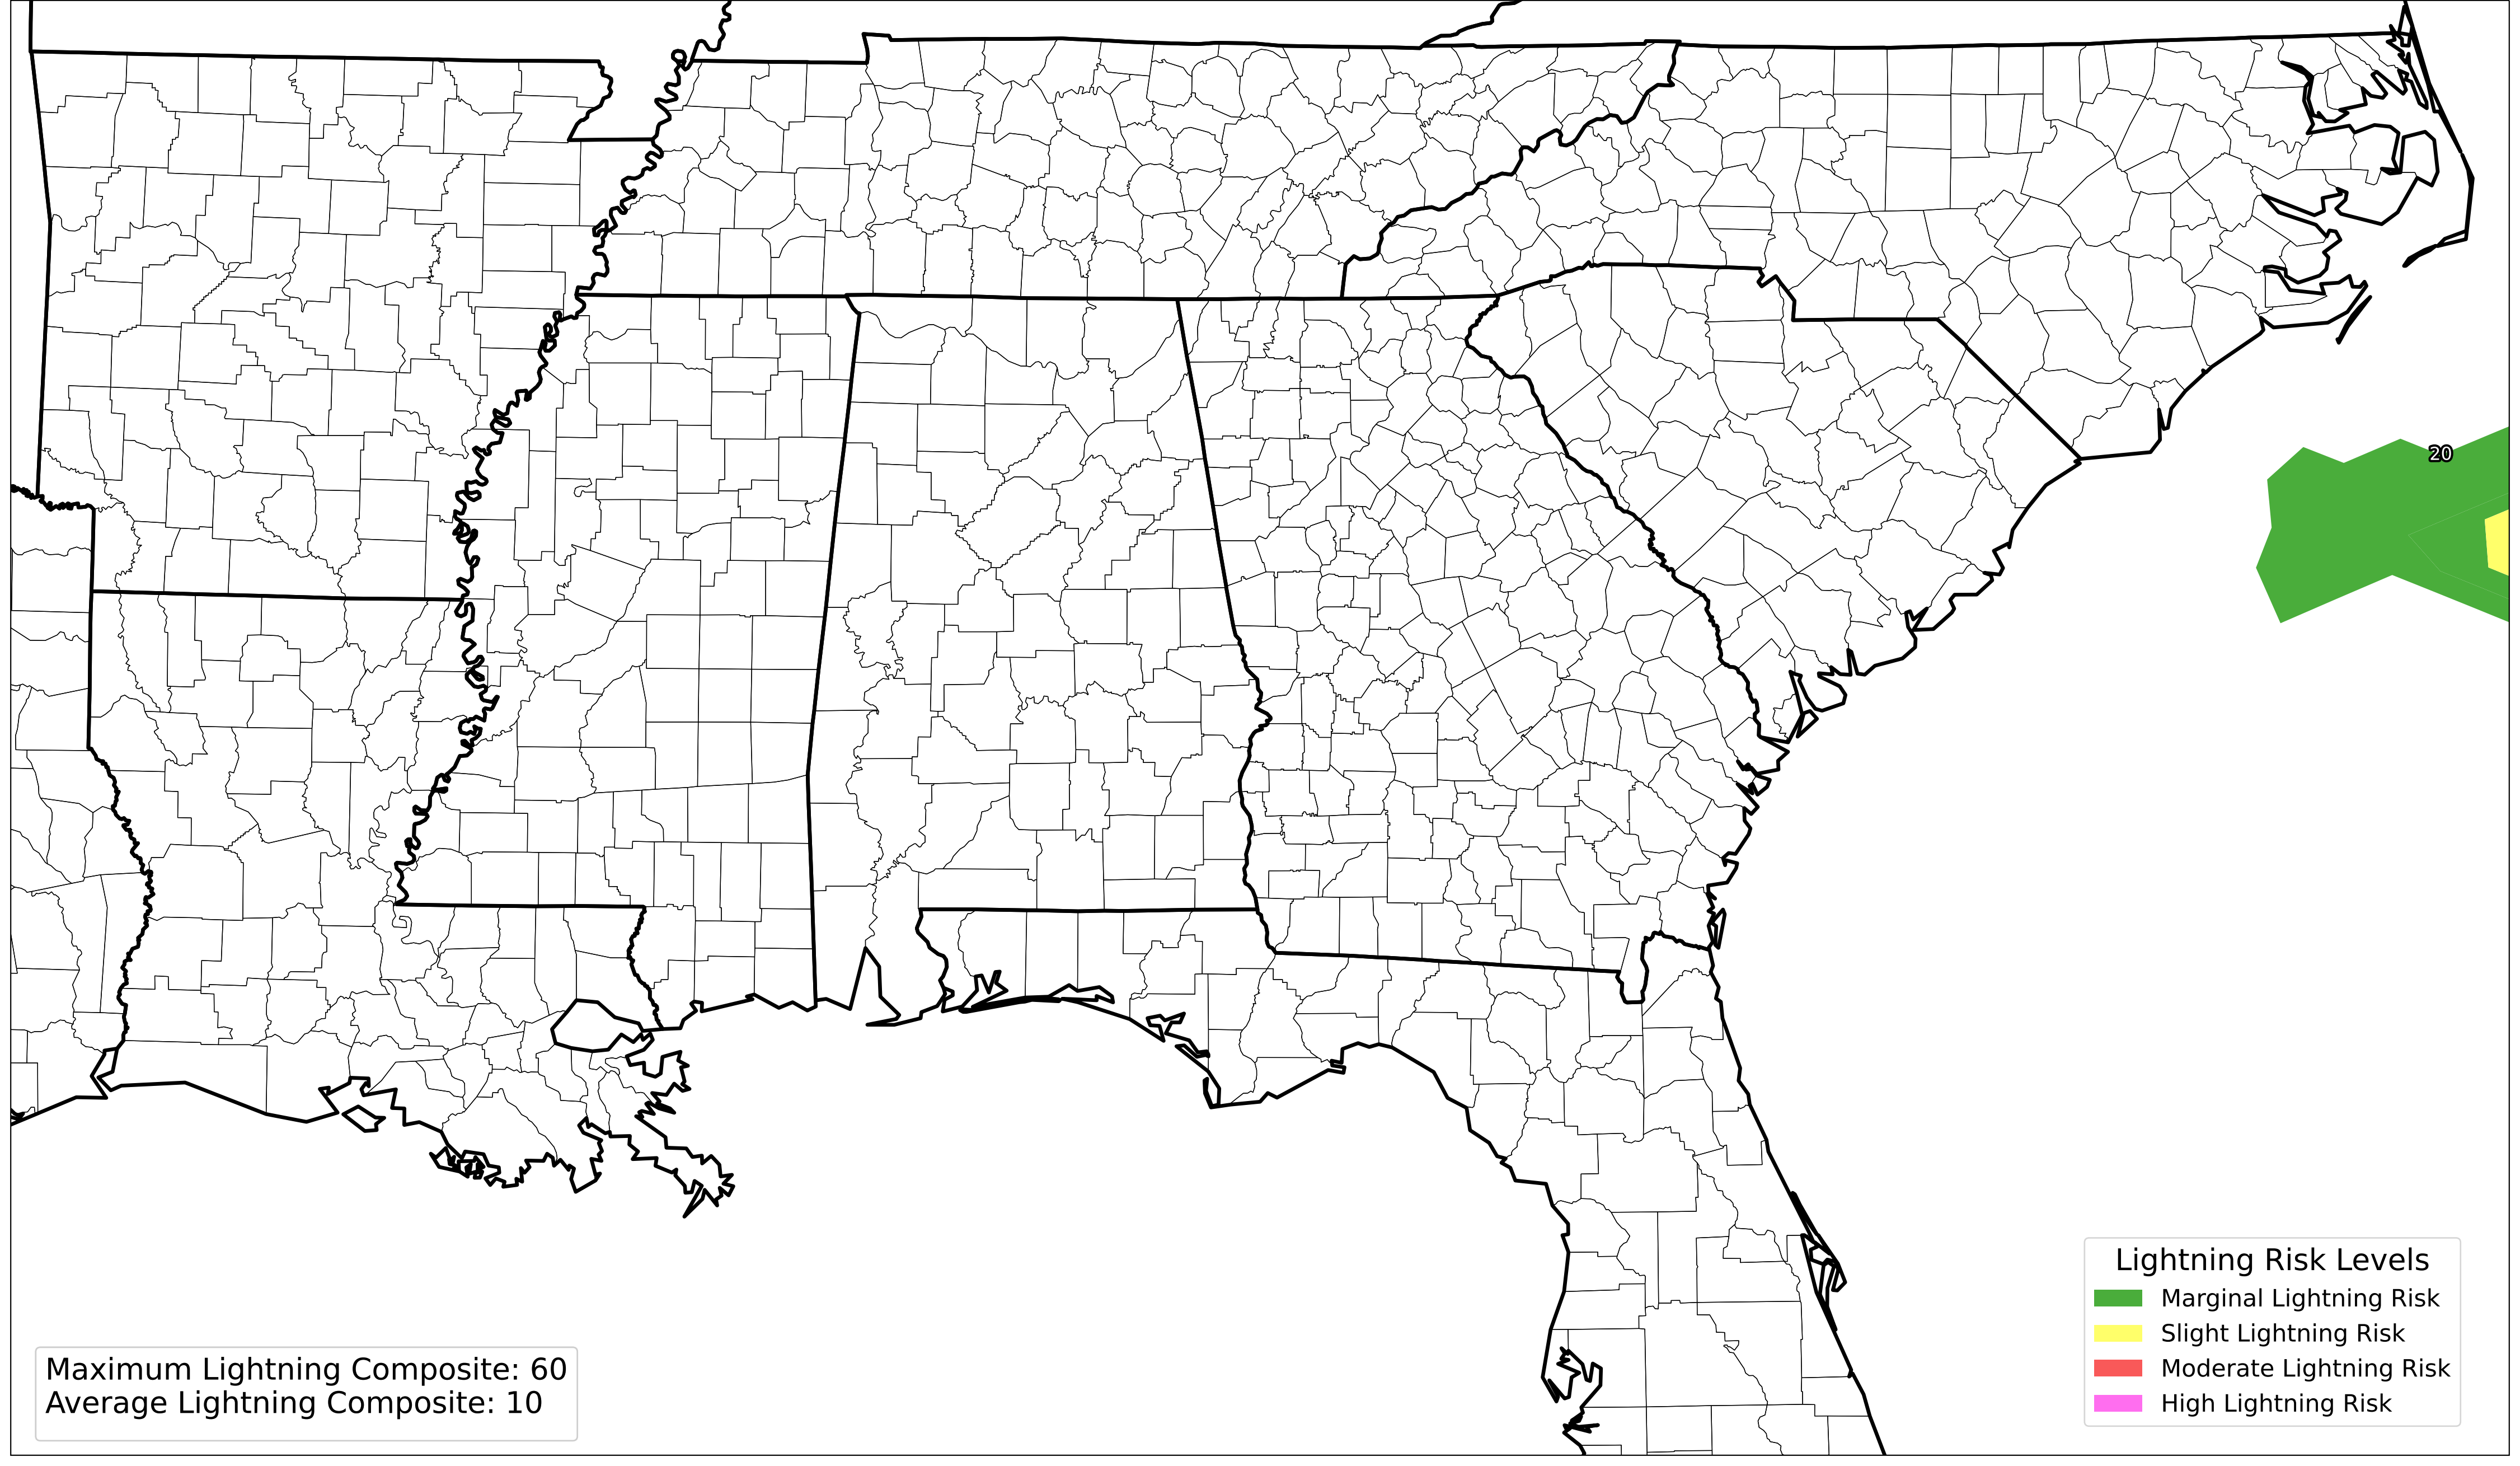 20
Lightning Risk Levels
Marginal Lightning Risk
Slight Lightning Risk
Moderate Lightning Risk
High Lightning Risk
Maximum Lightning Composite: 60
Average Lightning Composite: 10